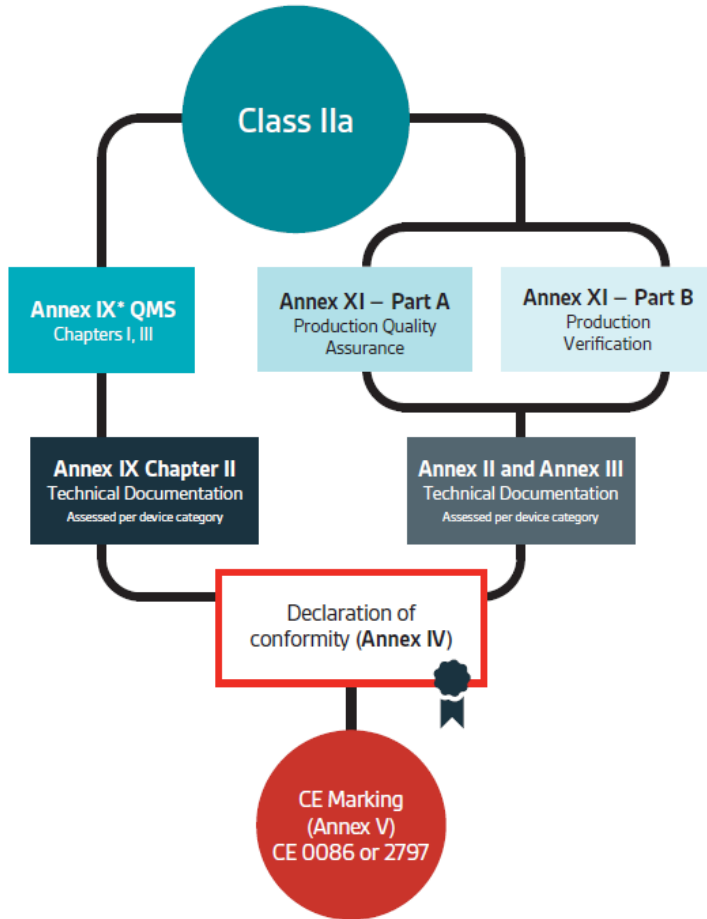 Class IIa
Annex IX* QMS
Chapters I, III
Annex XI – Part A
Production Quality
Assurance
Annex XI – Part B
Production
Verification
Annex IX Chapter II
Technical Documentation
Assessed per device category
Annex II and Annex III
Technical Documentation
Assessed per device category
Declaration of
conformity (Annex IV)
CE Marking
(Annex V)
CE 0086 or 2797